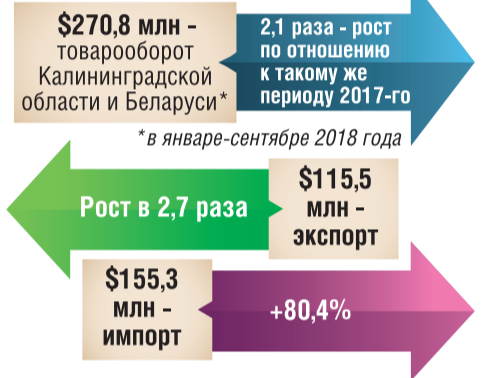 $270,8 млн -
товарооборот
Калининградской
области и Беларуси*
2,1 раза - рост
по отношению
к такому же
периоду 2017-го
*в январе-сентябре 2018 года
Рост в 2,7 раза
$115,5
млн -
экспорт
$155,3
млн -
импорт
+80,4%